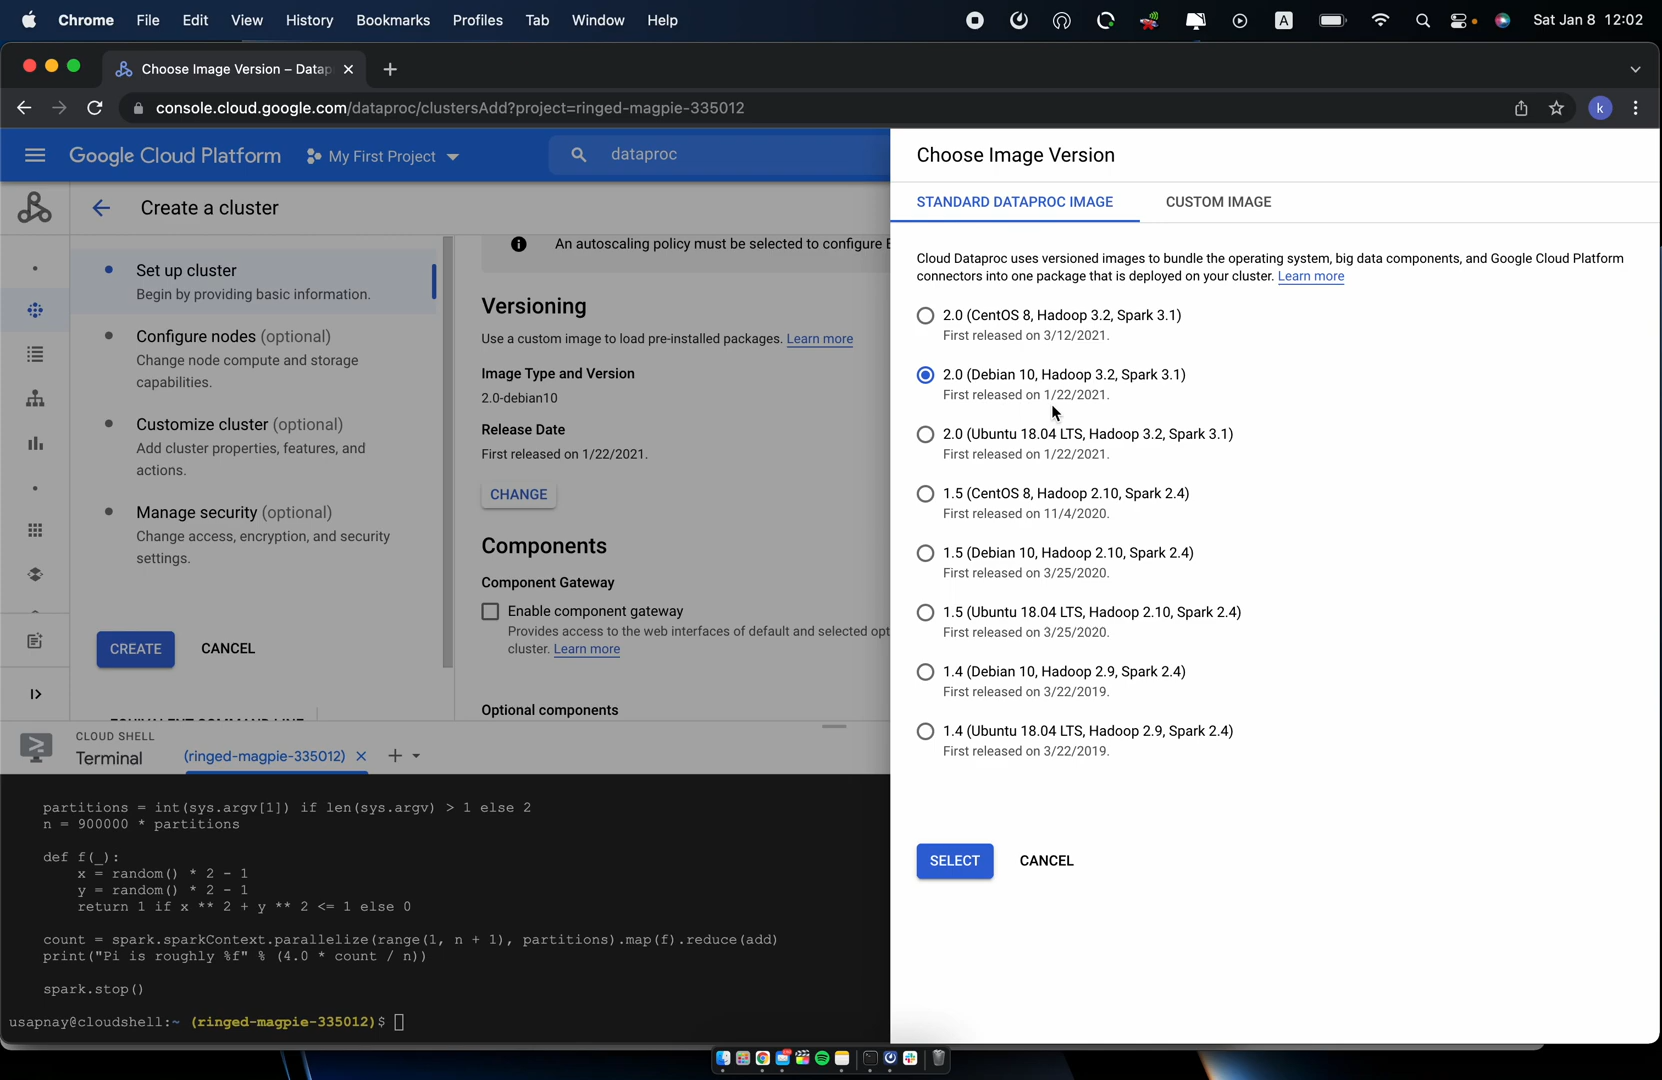 Chrome File Edit View History Bookmarks Profiles Tab Window Help A Sat Jan 8 12:02
Choose Image Version – Datap
console.cloud.google.com/dataproc/clustersAdd?project=ringed-magpie-335012 k
Google Cloud Platform My First Project dataproc
Create a cluster
Set up cluster
Begin by providing basic information.
Configure nodes (optional)
Change node compute and storage
capabilities.
Customize cluster (optional)
Add cluster properties, features, and
actions.
Manage security (optional)
Change access, encryption, and security
settings.
CREATE CANCEL
EQUIVALENT COMMAND LINE
An autoscaling policy must be selected to configure E
Versioning
Use a custom image to load pre-installed packages. Learn more
Image Type and Version
2.0-debian10
Release Date
First released on 1/22/2021.
CHANGE
Components
Component Gateway
Enable component gateway
Provides access to the web interfaces of default and selected opt
cluster. Learn more
Optional components
CLOUD SHELL
Terminal (ringed-magpie-335012)
partitions = int(sys.argv[1]) if len(sys.argv) > 1 else 2
n = 900000 * partitions
def f(_):
x = random() * 2 - 1
y = random() * 2 - 1
return 1 if x ** 2 + y ** 2 <= 1 else 0
count = spark.sparkContext.parallelize(range(1, n + 1), partitions).map(f).reduce(add)
print("Pi is roughly %f" % (4.0 * count / n))
spark.stop()
usapnay@cloudshell:~ (ringed-magpie-335012)$
Choose Image Version
STANDARD DATAPROC IMAGE CUSTOM IMAGE
Cloud Dataproc uses versioned images to bundle the operating system, big data components, and Google Cloud Platform
connectors into one package that is deployed on your cluster. Learn more
2.0 (CentOS 8, Hadoop 3.2, Spark 3.1)
First released on 3/12/2021.
2.0 (Debian 10, Hadoop 3.2, Spark 3.1)
First released on 1/22/2021.
2.0 (Ubuntu 18.04 LTS, Hadoop 3.2, Spark 3.1)
First released on 1/22/2021.
1.5 (CentOS 8, Hadoop 2.10, Spark 2.4)
First released on 11/4/2020.
1.5 (Debian 10, Hadoop 2.10, Spark 2.4)
First released on 3/25/2020.
1.5 (Ubuntu 18.04 LTS, Hadoop 2.10, Spark 2.4)
First released on 3/25/2020.
1.4 (Debian 10, Hadoop 2.9, Spark 2.4)
First released on 3/22/2019.
1.4 (Ubuntu 18.04 LTS, Hadoop 2.9, Spark 2.4)
First released on 3/22/2019.
SELECT CANCEL